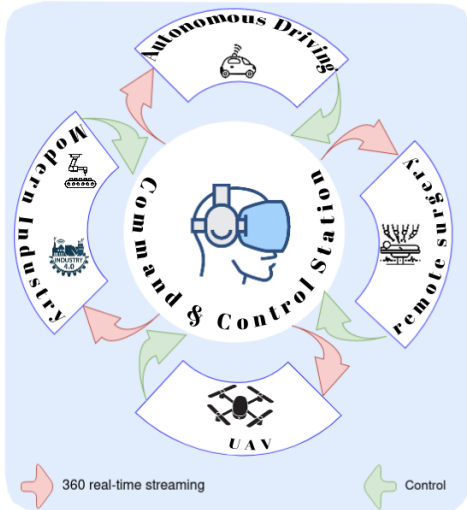 Autonomous Driving.
Modern Industry
INDUSTRY
4.0
Command & Control Station
remote surgery
UAV
360 real-time streaming
Control